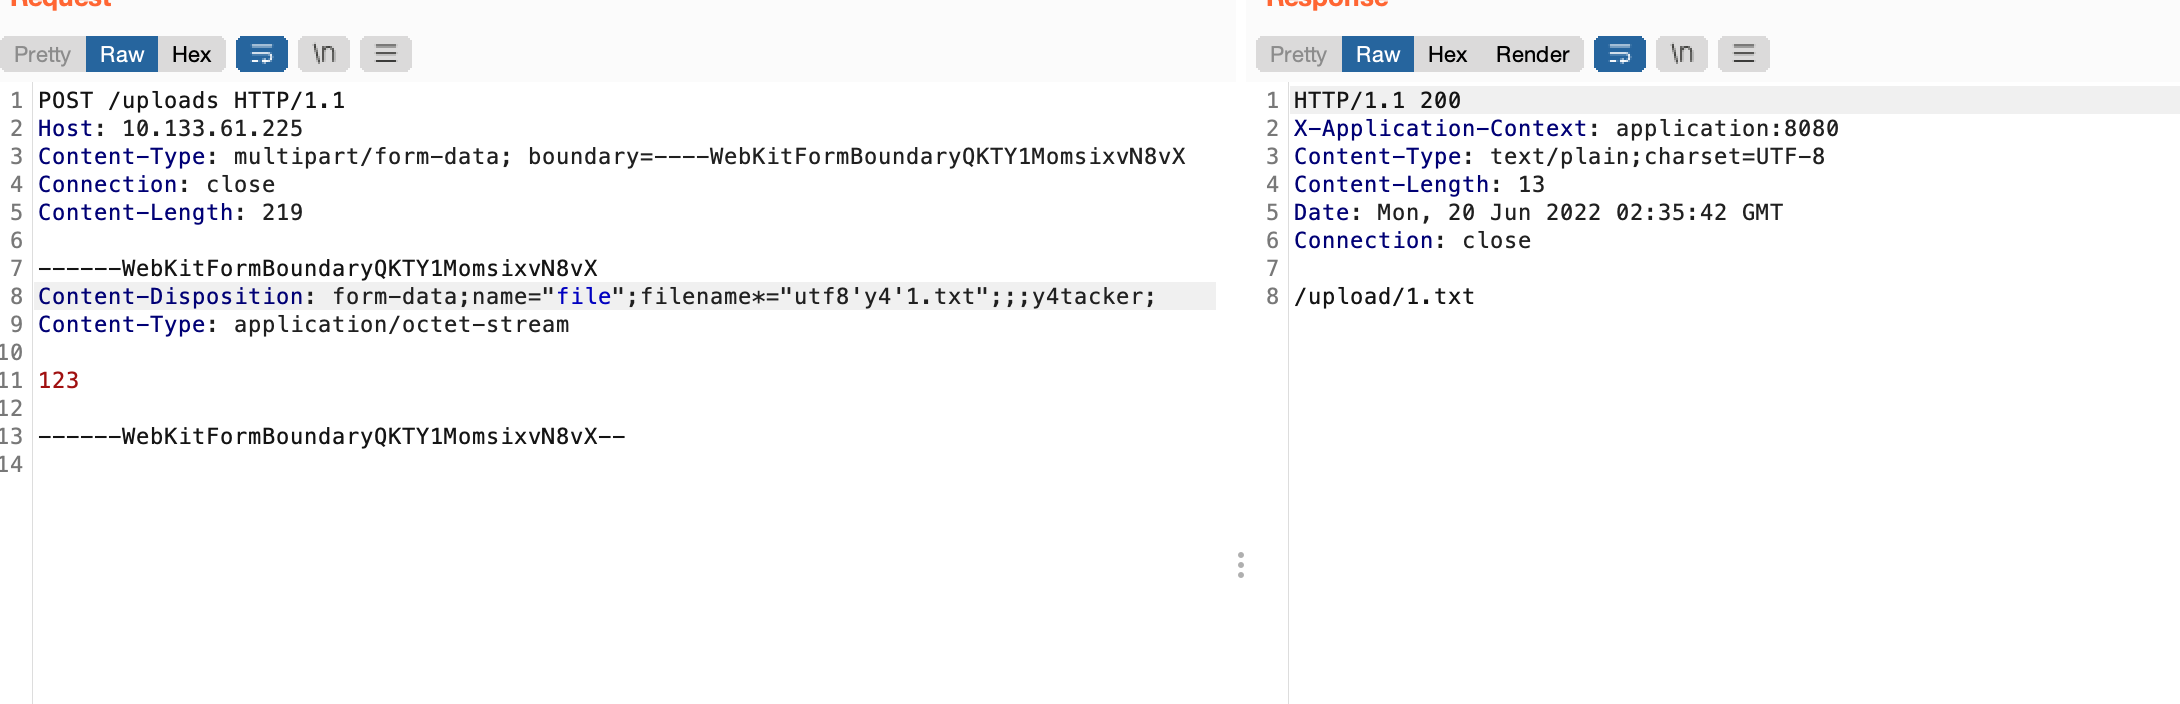 Request
Pretty Raw Hex \n
1 POST /uploads HTTP/1.1
2 Host: 10.133.61.225
3 Content-Type: multipart/form-data; boundary=----WebKitFormBoundaryQKTY1MomsixvN8vX
4 Connection: close
5 Content-Length: 219
6
7 ------WebKitFormBoundaryQKTY1MomsixvN8vX
8 Content-Disposition: form-data;name="file";filename*="utf8'y4'1.txt";;;y4tacker;
9 Content-Type: application/octet-stream
10
11 123
12
13 ------WebKitFormBoundaryQKTY1MomsixvN8vX--
14
Response
Pretty Raw Hex Render \n
1 HTTP/1.1 200
2 X-Application-Context: application:8080
3 Content-Type: text/plain;charset=UTF-8
4 Content-Length: 13
5 Date: Mon, 20 Jun 2022 02:35:42 GMT
6 Connection: close
7
8 /upload/1.txt